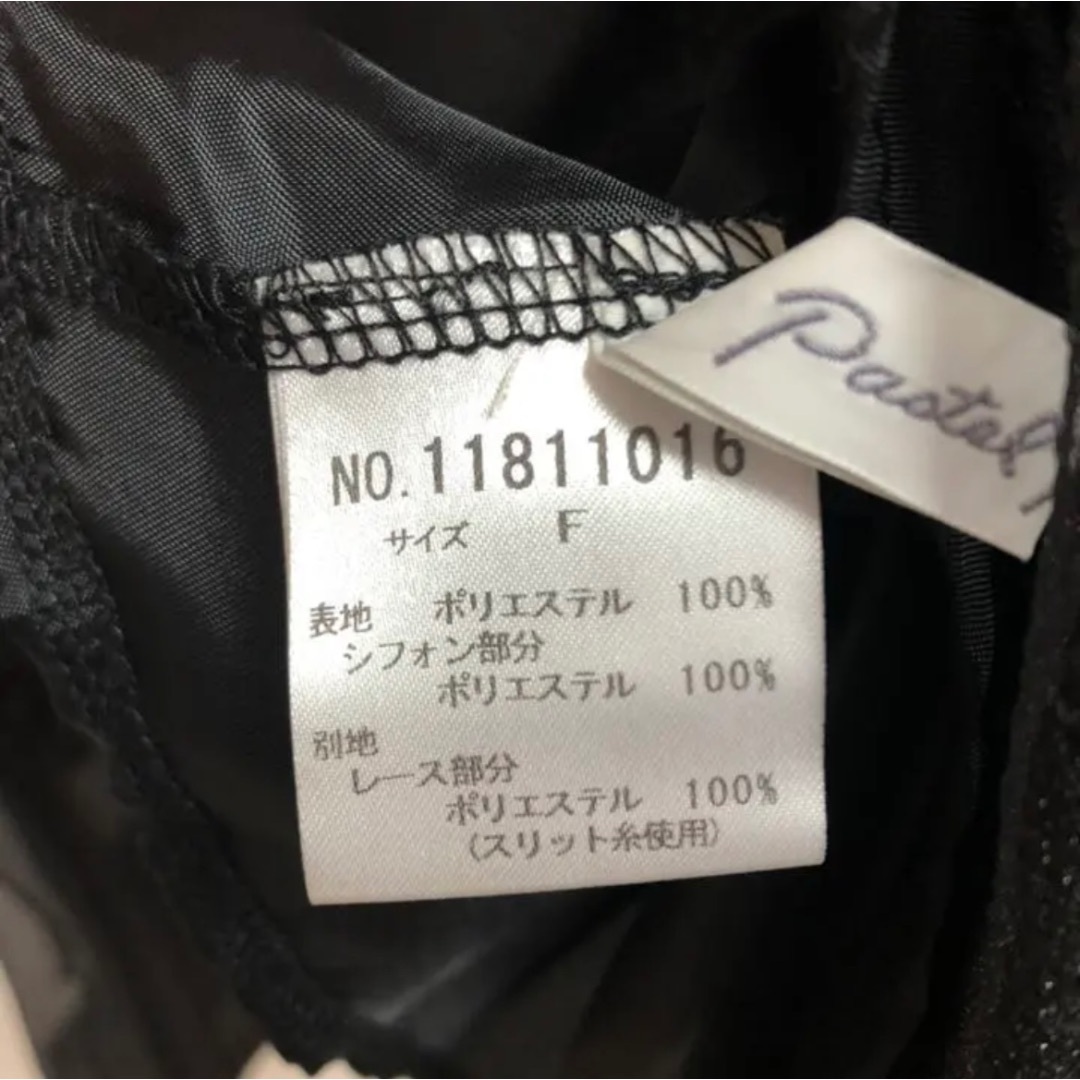 Pastel
NO.11811016
サイズ F
表地 ポリエステル 100%
シフォン部分
ポリエステル 100%
別地
レース部分
ポリエステル 100%
(スリット糸使用)